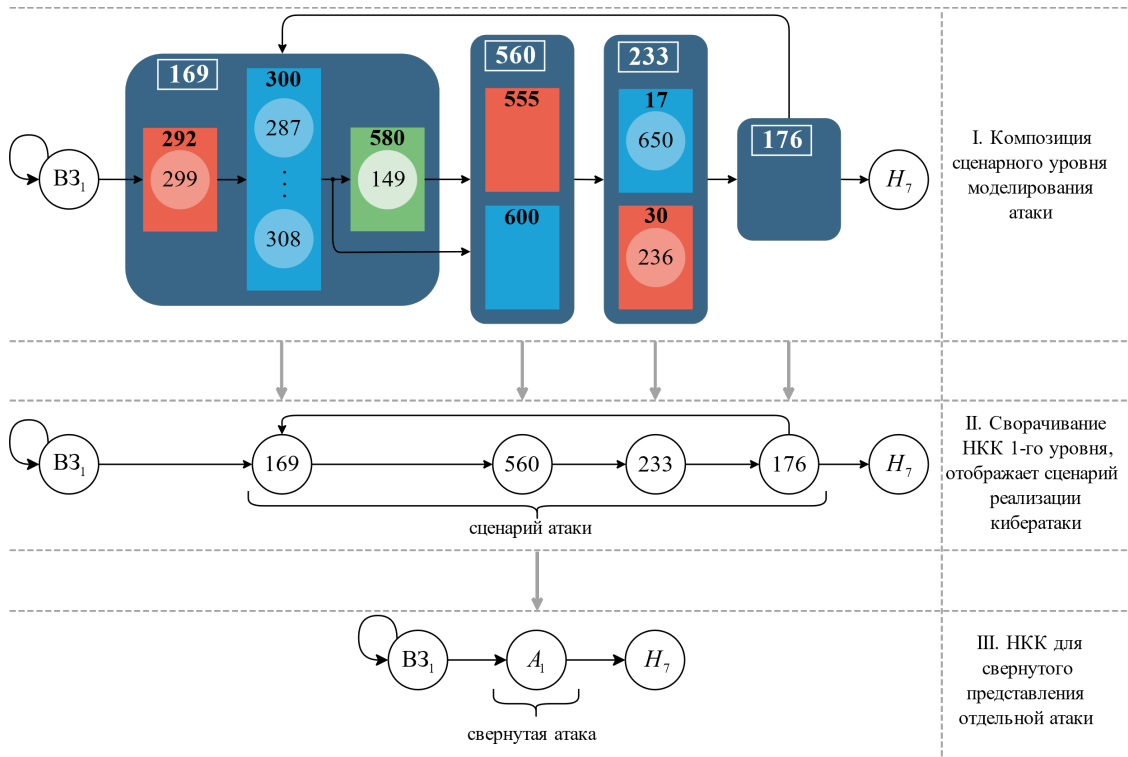 169
300
287
⋮
308
292
299
580
149
560
555
600
233
17
650
30
236
176
ВЗ1
H7
I. Композиция
сценарного уровня
моделирования
атаки
ВЗ1
169
560
233
176
H7
сценарий атаки
II. Сворачивание
НКК 1-го уровня,
отображает сценарий
реализации
кибератаки
ВЗ1
A1
H7
свернутая атака
III. НКК для
свернутого
представления
отдельной атаки